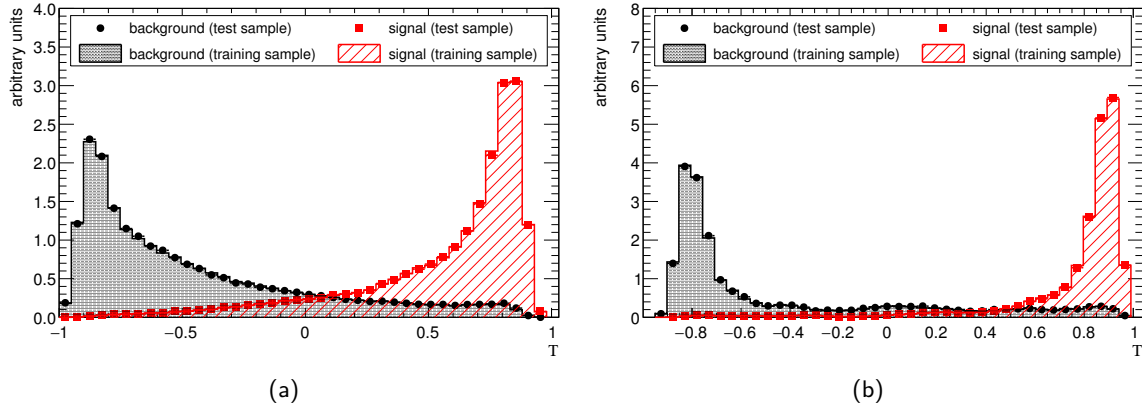 4.0
3.5
3.0
2.5
2.0
1.5
1.0
0.5
0.0
arbitrary units
background (test sample) signal (test sample)
background (training sample) signal (training sample)
−1 −0.5 0 0.5 1
T
(a)
8
7
6
5
4
3
2
1
0
arbitrary units
background (test sample) signal (test sample)
background (training sample) signal (training sample)
−0.8 −0.6 −0.4 −0.2 0 0.2 0.4 0.6 0.8 1
T
(b)